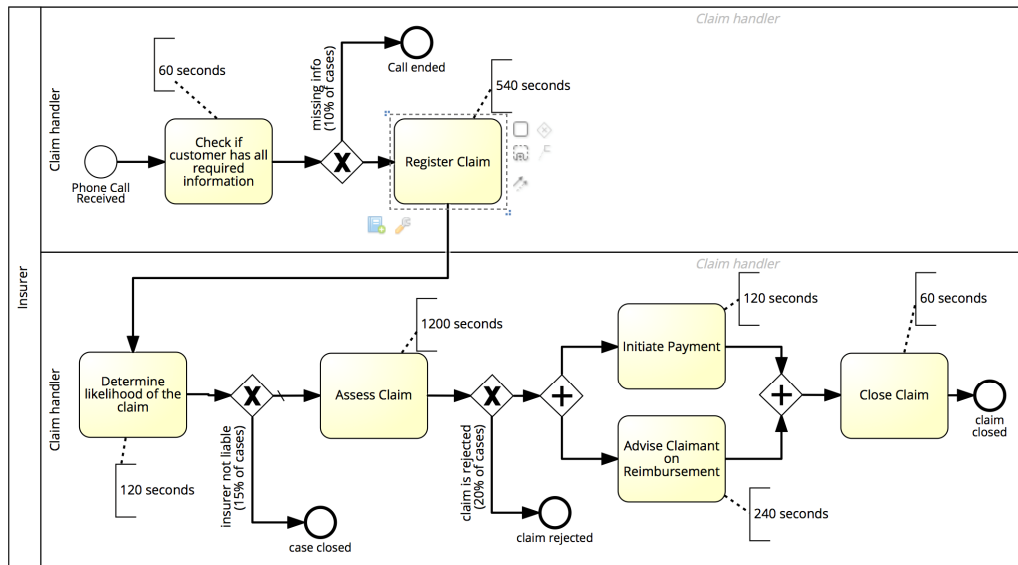 Claim handler
60 seconds
missing info
(10% of cases)
Call ended
540 seconds
Claim handler
Check if
customer has all
required
information
X
Register Claim
Phone Call
Received
Insurer
Claim handler
120 seconds
60 seconds
1200 seconds
Initiate Payment
Claim handler
Determine
likelihood of the
claim
X
Assess Claim
X
Close Claim
claim
closed
Advise Claimant
on
Reimbursement
insurer not liable
(15% of cases)
claim is rejected
(20% of cases)
120 seconds
240 seconds
case closed
claim rejected